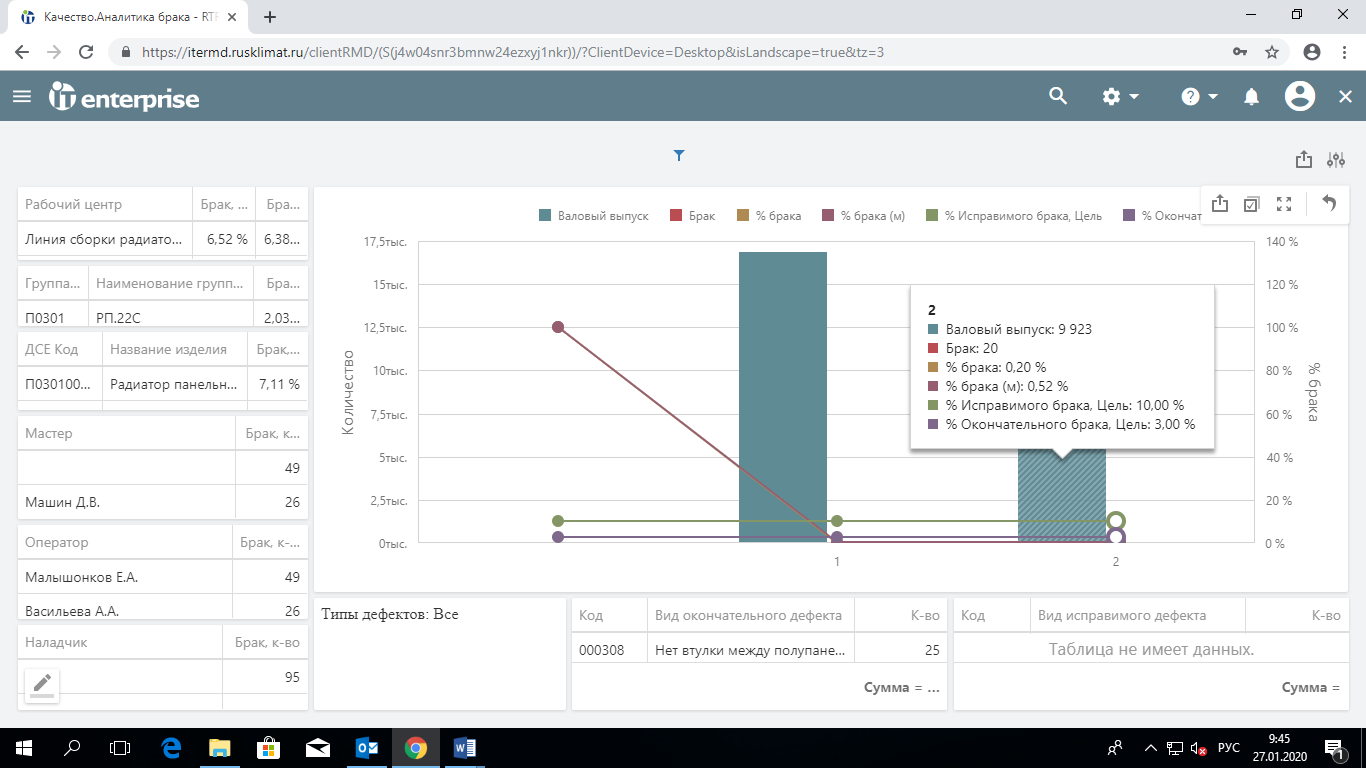 Качество.Аналитика брака - RTF
https://itermd.rusklimat.ru/clientRMD/(S(j4w04snr3bmnw24ezxyj1nkr))/?ClientDevice=Desktop&isLandscape=true&tz=3
it enterprise
Рабочий центр Брак, ... Бра...
Линия сборки радиато... 6,52 % 6,38...
Группа... Наименование групп... Бра...
П0301 РП.22С 2,03...
ДСЕ Код Название изделия Брак,...
П030100... Радиатор панельн... 7,11 %
Мастер Брак, к...
49
Машин Д.В. 26
Оператор Брак, к-...
Малышонков Е.А. 49
Васильева А.А. 26
Наладчик Брак, к-во
95
Валовый выпуск Брак % брака % брака (м) % Исправимого брака, Цель % Окончат
17,5тыс. 140 %
15тыс. 120 %
12,5тыс. 100 %
10тыс. 80 %
7,5тыс. 60 %
5тыс. 40 %
2,5тыс. 20 %
0тыс. 0 %
Количество
% брака
1 2
2
Валовый выпуск: 9 923
Брак: 20
% брака: 0,20 %
% брака (м): 0,52 %
% Исправимого брака, Цель: 10,00 %
% Окончательного брака, Цель: 3,00 %
Типы дефектов: Все
Код Вид окончательного дефекта К-во
000308 Нет втулки между полупане... 25
Сумма = ...
Код Вид исправимого дефекта К-во
Таблица не имеет данных.
Сумма =
РУС
9:45
27.01.2020
1